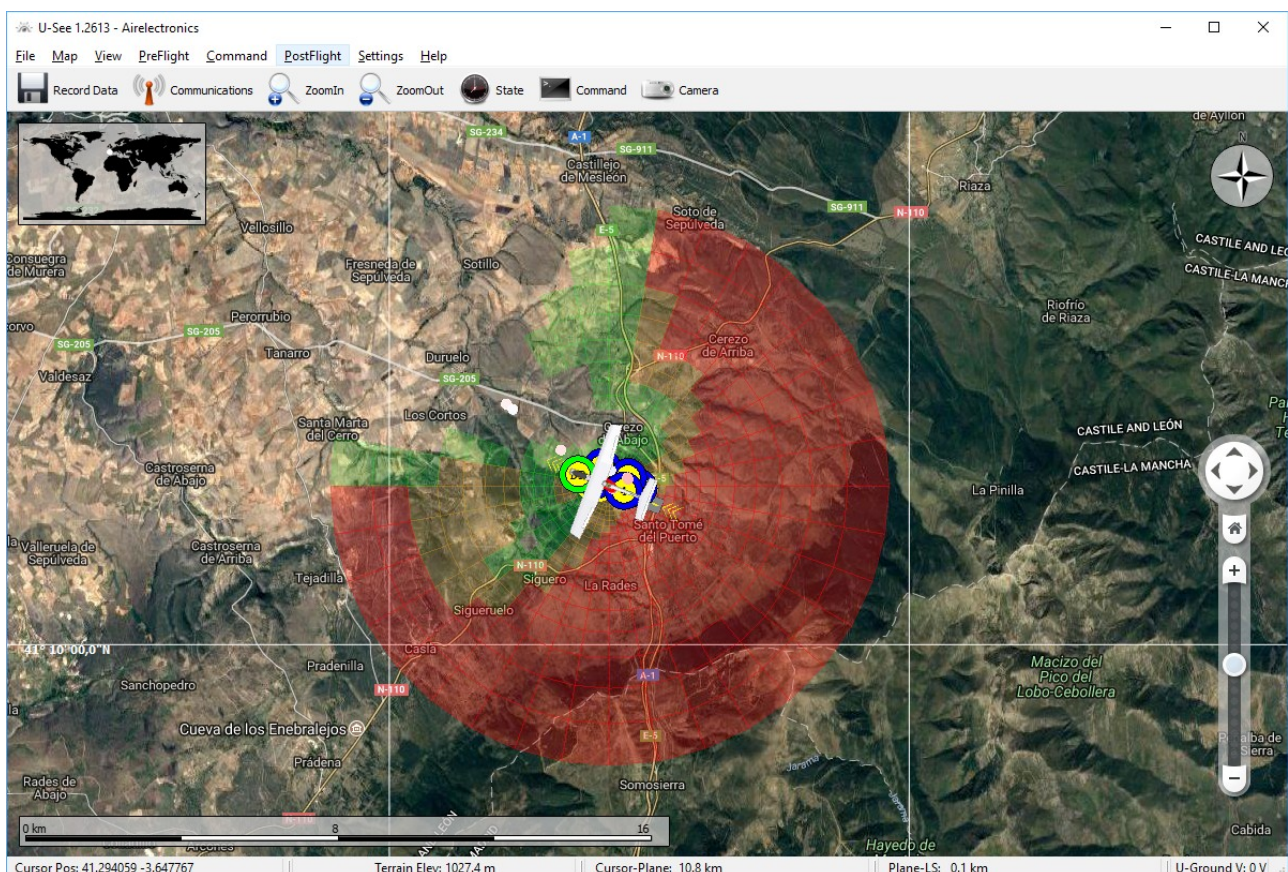 U-See 1.2613 - Airelectronics
File Map View PreFlight Command PostFlight Settings Help
Record Data Communications ZoomIn ZoomOut State Command Camera
de Ayllon
N
SG-234
A-1
SG-911
Castillejo
de Mesleón
Riaza
SG-911
N-110
Soto de
Sepúlveda
Vellosillo
E-5
CASTILE AND LEÓ
Consuegra
de Murera
Fresneda de
Sepúlveda
Sotillo
CASTILE-LA MANCH
Riofrío
de Riaza
Perorrubio
SG-205
SG-205
Cerezo
de Arriba
Tanarro
Duruelo
N-110
Valdesaz
SG-205
Los Cortos
Santa Marta
del Cerro
Cerezo
de Abajo
CASTILE AND LEÓN
CASTILE-LA MANCHA
Castroserna
de Abajo
La Pinilla
Santo Tomé
del Puerto
Valleruela de
Sepúlveda
Castroserna
de Arriba
N-110
Siguero
Tejadilla
La Rades
Sigueruelo
41° 10' 00,0"N
Casla
Pradenilla
Macizo del
Pico del
Lobo-Cebollera
A-1
Sanchopedro
N-110
Cueva de los Enebralejos
E-5
Sierra
Prádena
Jarama
Rades de
Abajo
Somosierra
Jarama
N-110
0 km 8 16
Cabida
Hayedo de
Cursor Pos: 41.294059 -3.647767 Terrain Elev: 1027.4 m Cursor-Plane: 10.8 km Plane-LS: 0.1 km U-Ground V: 0 V